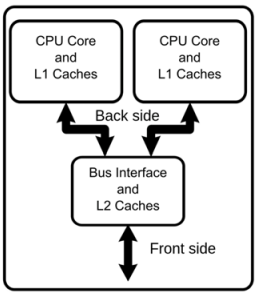 CPU Core
and
L1 Caches
CPU Core
and
L1 Caches
Back side
Bus Interface
and
L2 Caches
Front side